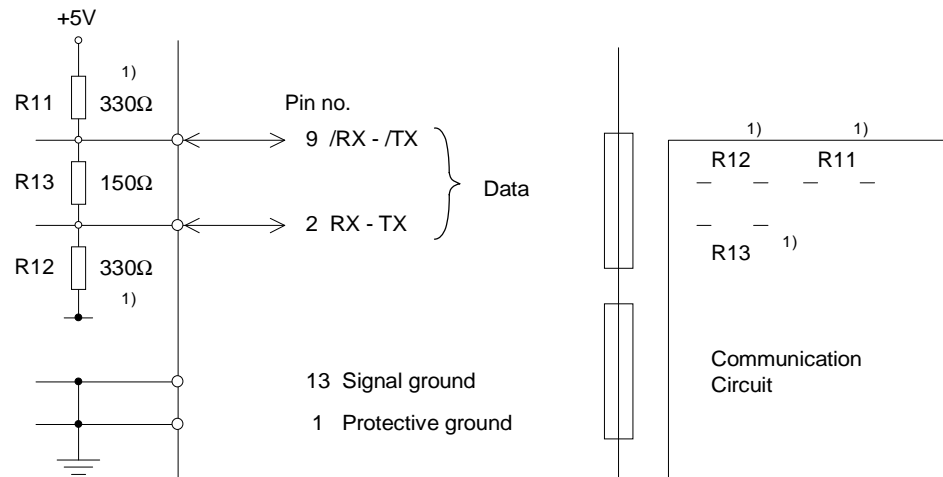 +5V
1)
R11 330Ω
Pin no.
9 /RX - /TX
R13 150Ω
Data
2 RX - TX
R12 330Ω
1)
13 Signal ground
1 Protective ground
1) 1)
R12 R11
R13 1)
Communication
Circuit